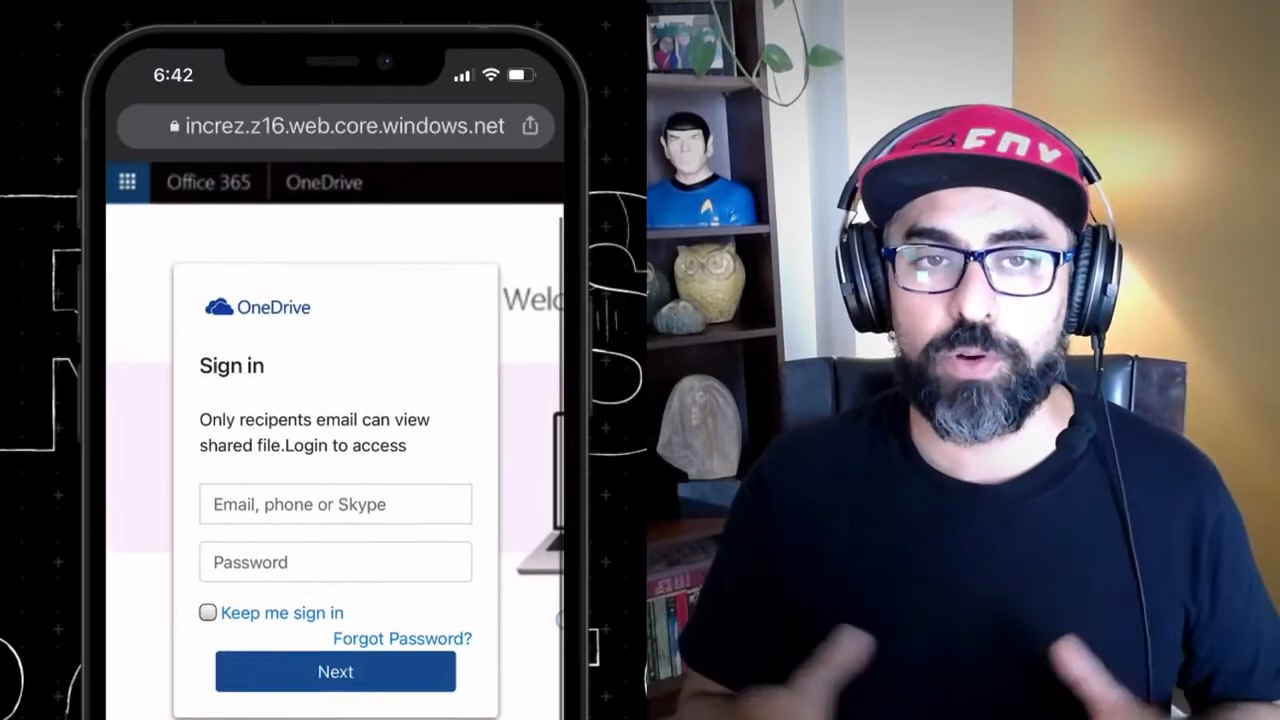 6:42
increz.z16.web.core.windows.net
Office 365 OneDrive
OneDrive
Sign in
Only recipents email can view
shared file.Login to access
Email, phone or Skype
Password
Keep me sign in
Forgot Password?
Next